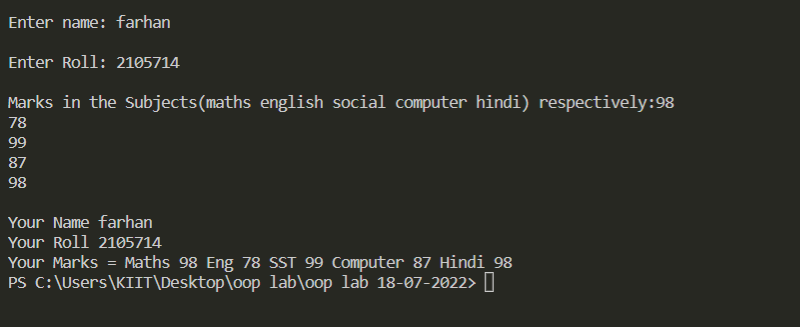 Enter name: farhan
Enter Roll: 2105714
Marks in the Subjects(maths english social computer hindi) respectively:98
78
99
87
98
Your Name farhan
Your Roll 2105714
Your Marks = Maths 98 Eng 78 SST 99 Computer 87 Hindi 98
PS C:\Users\KIIT\Desktop\oop lab\oop lab 18-07-2022>